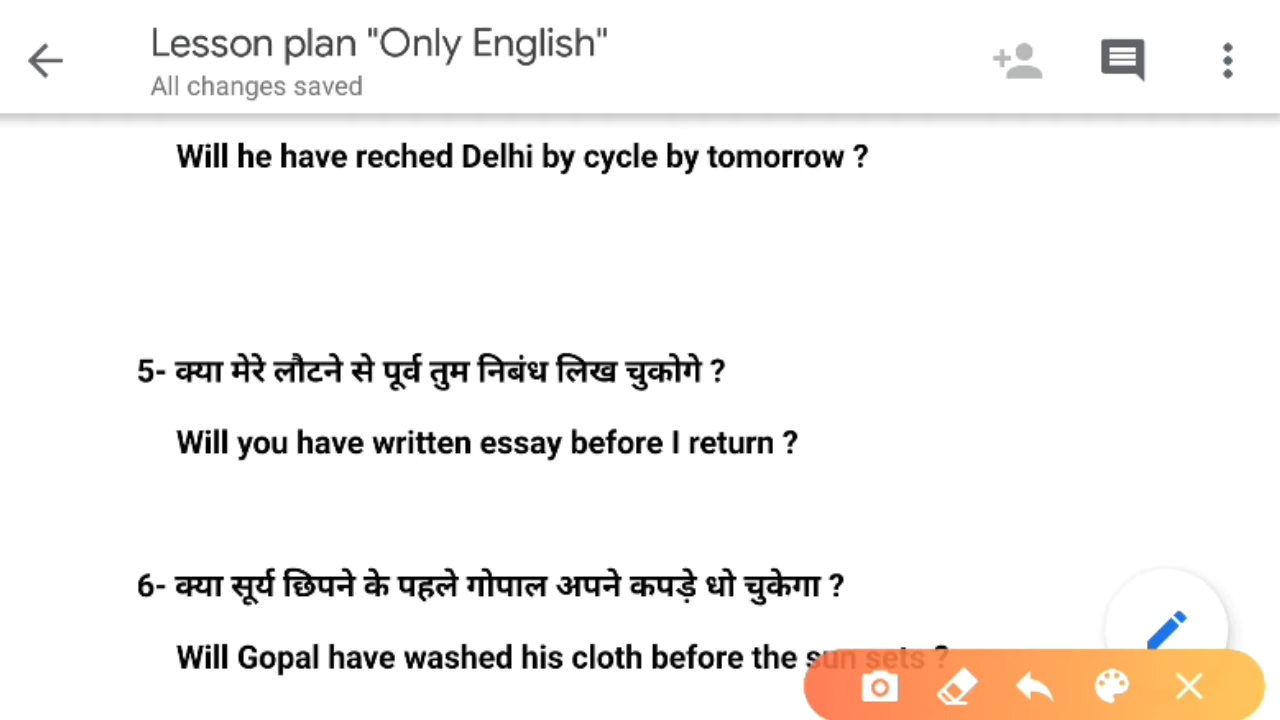 Lesson plan "Only English"
All changes saved
Will he have reched Delhi by cycle by tomorrow ?
5- क्या मेरे लौटने से पूर्व तुम निबंध लिख चुकोगे ?
Will you have written essay before I return ?
6- क्या सूर्य छिपने के पहले गोपाल अपने कपड़े धो चुकेगा ?
Will Gopal have washed his cloth before the sun sets ?